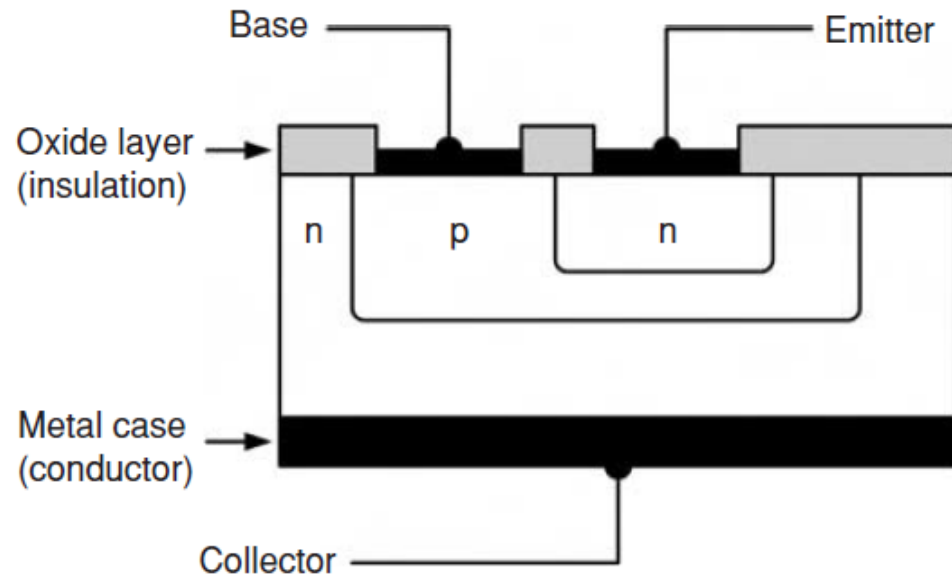 Base
Emitter
Oxide layer
(insulation)
n
p
n
Metal case
(conductor)
Collector